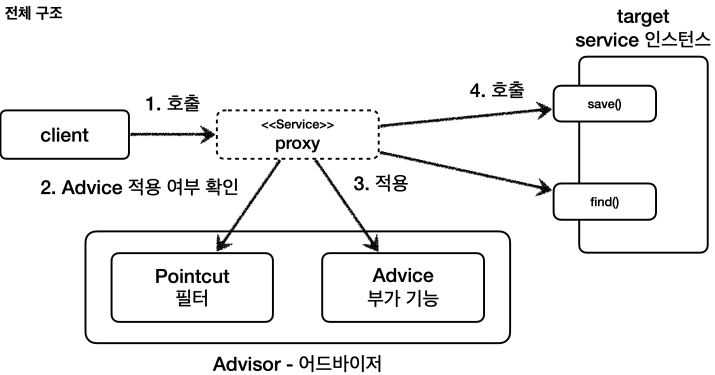 전체 구조
target
service 인스턴스
1. 호출
4. 호출
client
<<Service>>
proxy
save()
2. Advice 적용 여부 확인
3. 적용
find()
Pointcut
필터
Advice
부가 기능
Advisor - 어드바이저